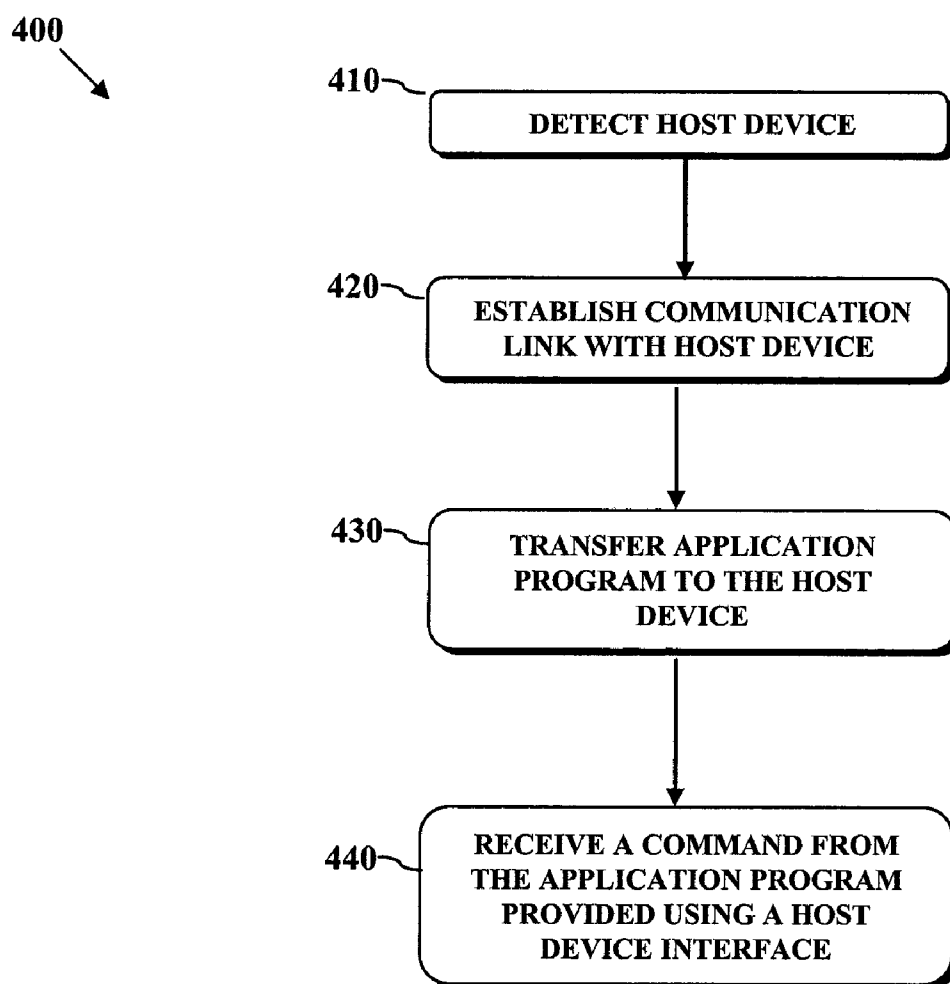 400
410
DETECT HOST DEVICE
420
ESTABLISH COMMUNICATION
LINK WITH HOST DEVICE
430
TRANSFER APPLICATION
PROGRAM TO THE HOST
DEVICE
440
RECEIVE A COMMAND FROM
THE APPLICATION PROGRAM
PROVIDED USING A HOST
DEVICE INTERFACE